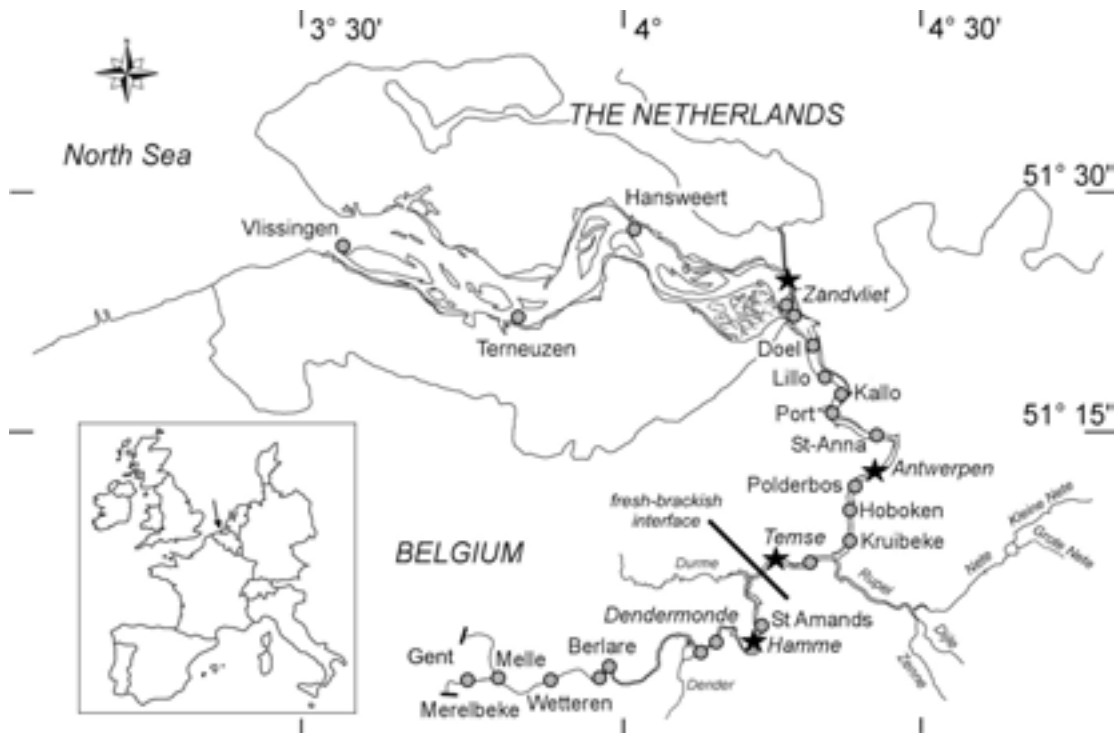 3° 30'
4°
4° 30'
THE NETHERLANDS
North Sea
51° 30"
Hansweert
Vlissingen
Zandvliet
Terneuzen
Doel
Lillo
Kallo
Port
51° 15"
St-Anna
Antwerpen
Polderbos
fresh-brackish
interface
Hoboken
Kleine Nete
Temse
Kruibeke
Grote Nete
BELGIUM
Nete
Durme
Rupel
Dendermonde
St Amands
Dijle
Hamme
Berlare
Gent
Melle
Zenne
Dender
Wetteren
Merelbeke